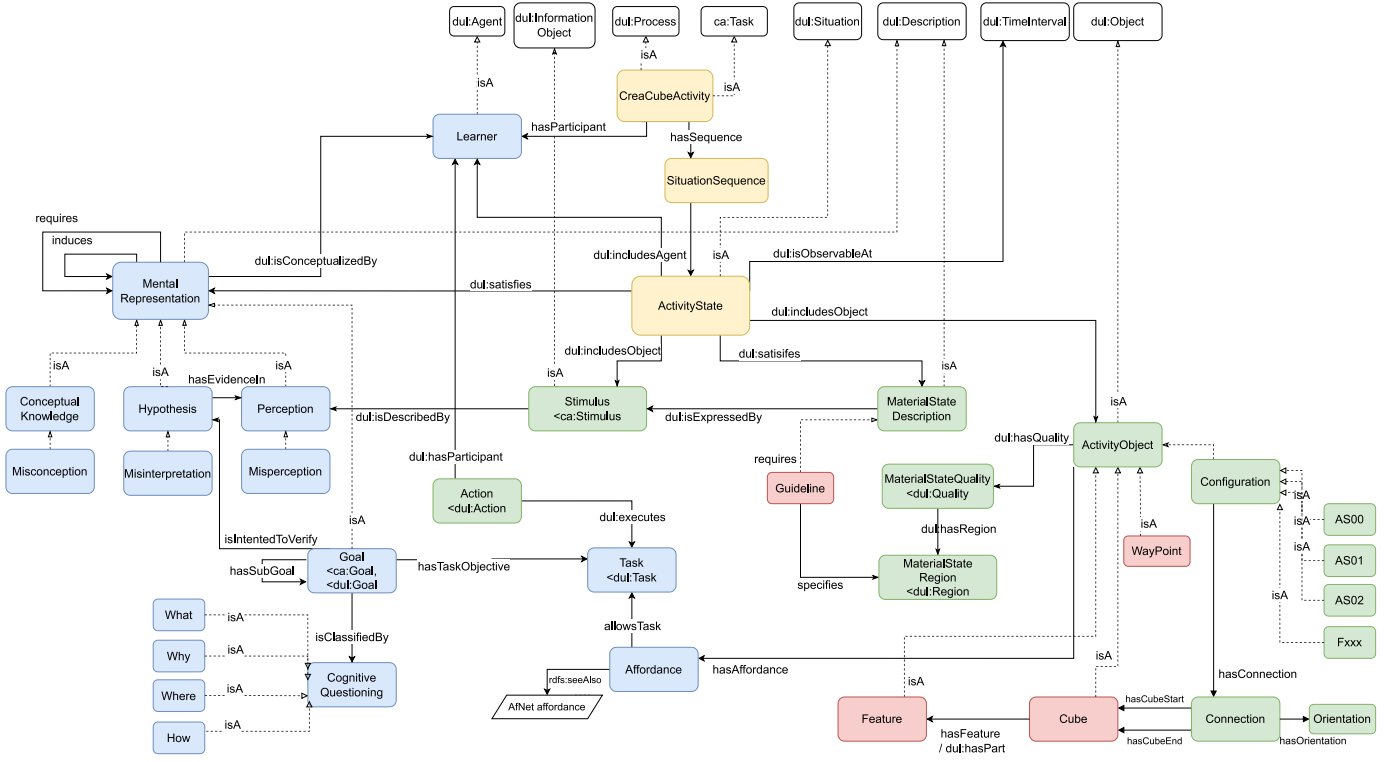 dul:Agent
dul:Information
Object
dul:Process
ca:Task
dul:Situation
dul:Description
dul:TimeInterval
dul:Object
isA
isA
isA
CreaCubeActivity
isA
Learner
hasParticipant
hasSequence
SituationSequence
requires
induces
dul:isConceptualizedBy
dul:includesAgent
isA
dul:isObservableAt
Mental
Representation
dul:satisfies
ActivityState
dul:includesObject
dul:includesObject
dul:satisifes
isA
isA
isA
hasEvidenceIn
isA
isA
Conceptual
Knowledge
Hypothesis
Perception
dul:isDescribedBy
Stimulus
<ca:Stimulus
dul:isExpressedBy
MaterialState
Description
isA
dul:hasQuality
ActivityObject
Misconception
Misinterpretation
Misperception
dul:hasParticipant
requires
Action
<dul:Action
Guideline
MaterialStateQuality
<dul:Quality
Configuration
isA
isA
isA
AS00
AS01
AS02
isA
Fxxx
isA
WayPoint
dul:executes
dul:hasRegion
isA
isIntentedToVerify
hasSubGoal
Goal
<ca:Goal,
<dul:Goal
hasTaskObjective
Task
<dul:Task
specifies
MaterialState
Region
<dul:Region
What
isA
Why
isA
Where
isA
How
isA
isClassifiedBy
Cognitive
Questioning
allowsTask
Affordance
hasAffordance
rdfs:seeAlso
AfNet affordance
isA
isA
hasConnection
Feature
hasFeature
/ dul:hasPart
Cube
hasCubeStart
hasCubeEnd
Connection
hasOrientation
Orientation